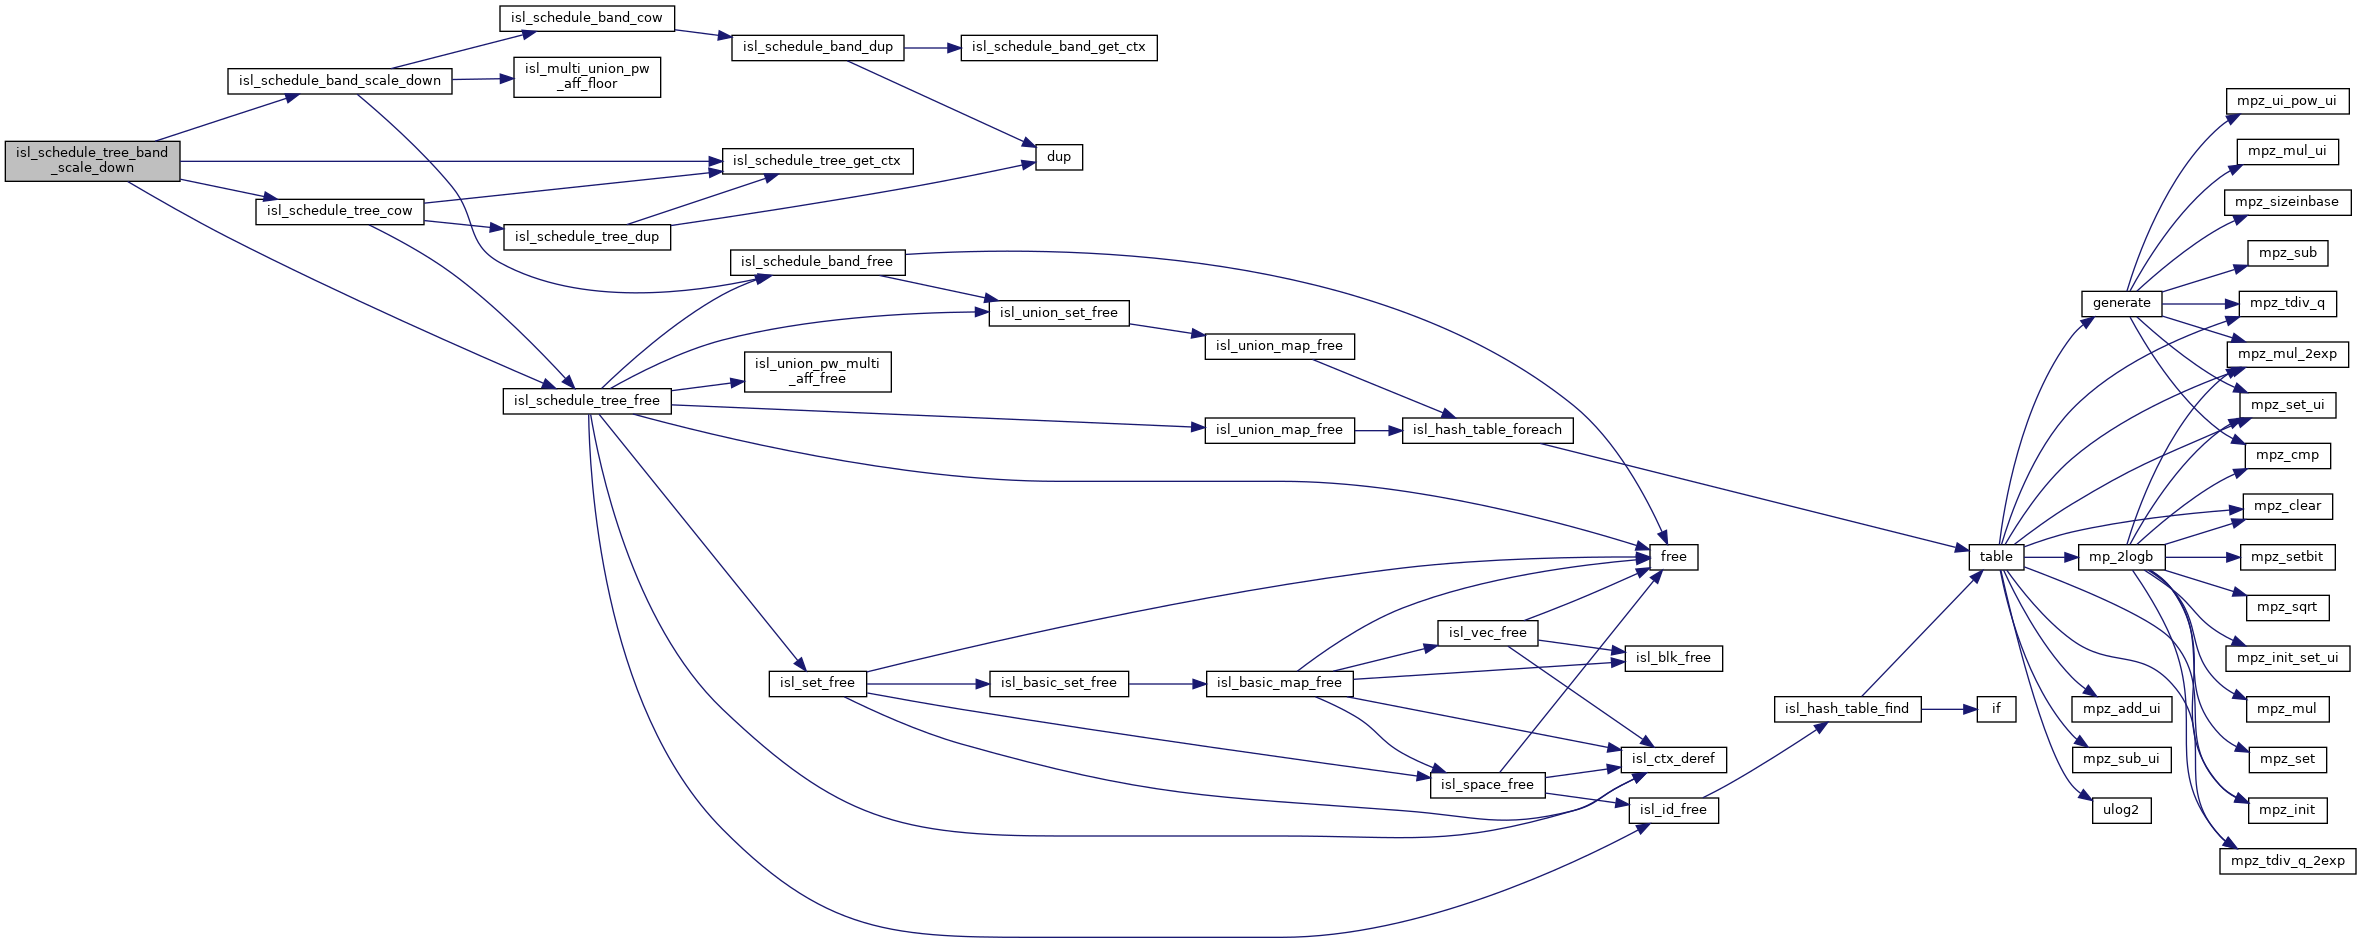 isl_schedule_tree_band
_scale_down
isl_schedule_band_scale_down
isl_schedule_tree_cow
isl_schedule_band_cow
isl_multi_union_pw
_aff_floor
isl_schedule_tree_dup
isl_schedule_tree_free
isl_schedule_band_dup
isl_schedule_tree_get_ctx
isl_schedule_band_free
isl_union_pw_multi
_aff_free
isl_set_free
isl_schedule_band_get_ctx
dup
isl_union_set_free
isl_basic_set_free
isl_union_map_free
isl_union_map_free
isl_basic_map_free
isl_hash_table_foreach
isl_vec_free
isl_space_free
free
isl_blk_free
isl_ctx_deref
isl_id_free
isl_hash_table_find
table
if
generate
mp_2logb
mpz_add_ui
mpz_sub_ui
ulog2
mpz_ui_pow_ui
mpz_mul_ui
mpz_sizeinbase
mpz_sub
mpz_tdiv_q
mpz_mul_2exp
mpz_set_ui
mpz_cmp
mpz_clear
mpz_setbit
mpz_sqrt
mpz_init_set_ui
mpz_mul
mpz_set
mpz_init
mpz_tdiv_q_2exp